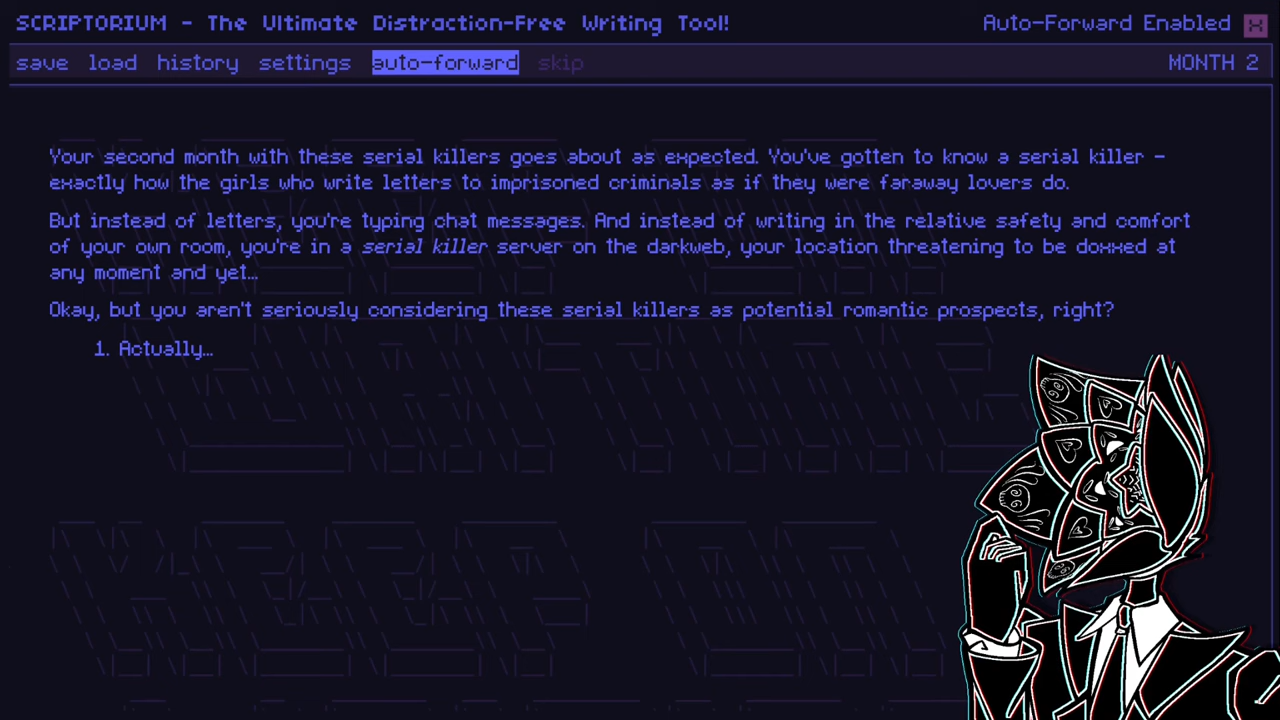 SCRIPTORIUM - The Ultimate Distraction-Free Writing Tool!
Auto-Forward Enabled x
save load history settings auto-forward skip
MONTH 2
Your second month with these serial killers goes about as expected. You've gotten to know a serial killer -
exactly how the girls who write letters to imprisoned criminals as if they were faraway lovers do.
But instead of letters, you're typing chat messages. And instead of writing in the relative safety and comfort
of your own room, you're in a serial killer server on the darkweb, your location threatening to be doxxed at
any moment and yet...
Okay, but you aren't seriously considering these serial killers as potential romantic prospects, right?
1. Actually...